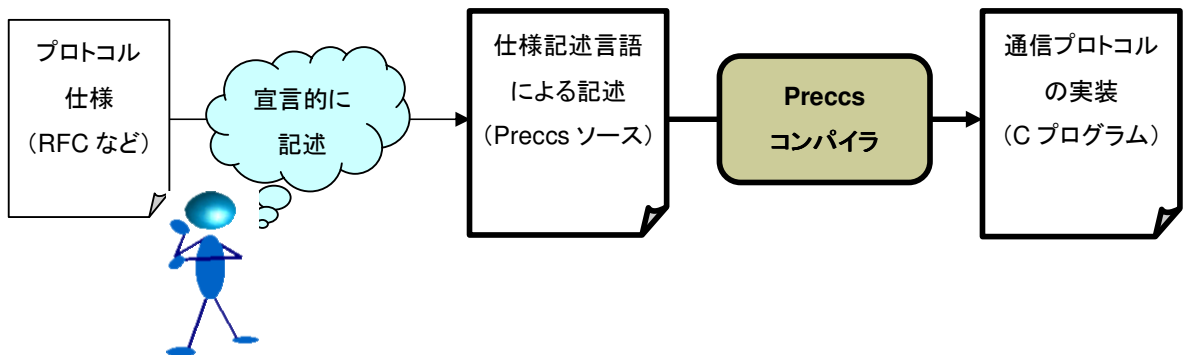 プロトコル
仕様
（RFC など）
宣言的に
記述
仕様記述言語
による記述
（Preccs ソース）
Preccs
コンパイラ
通信プロトコル
の実装
（C プログラム）